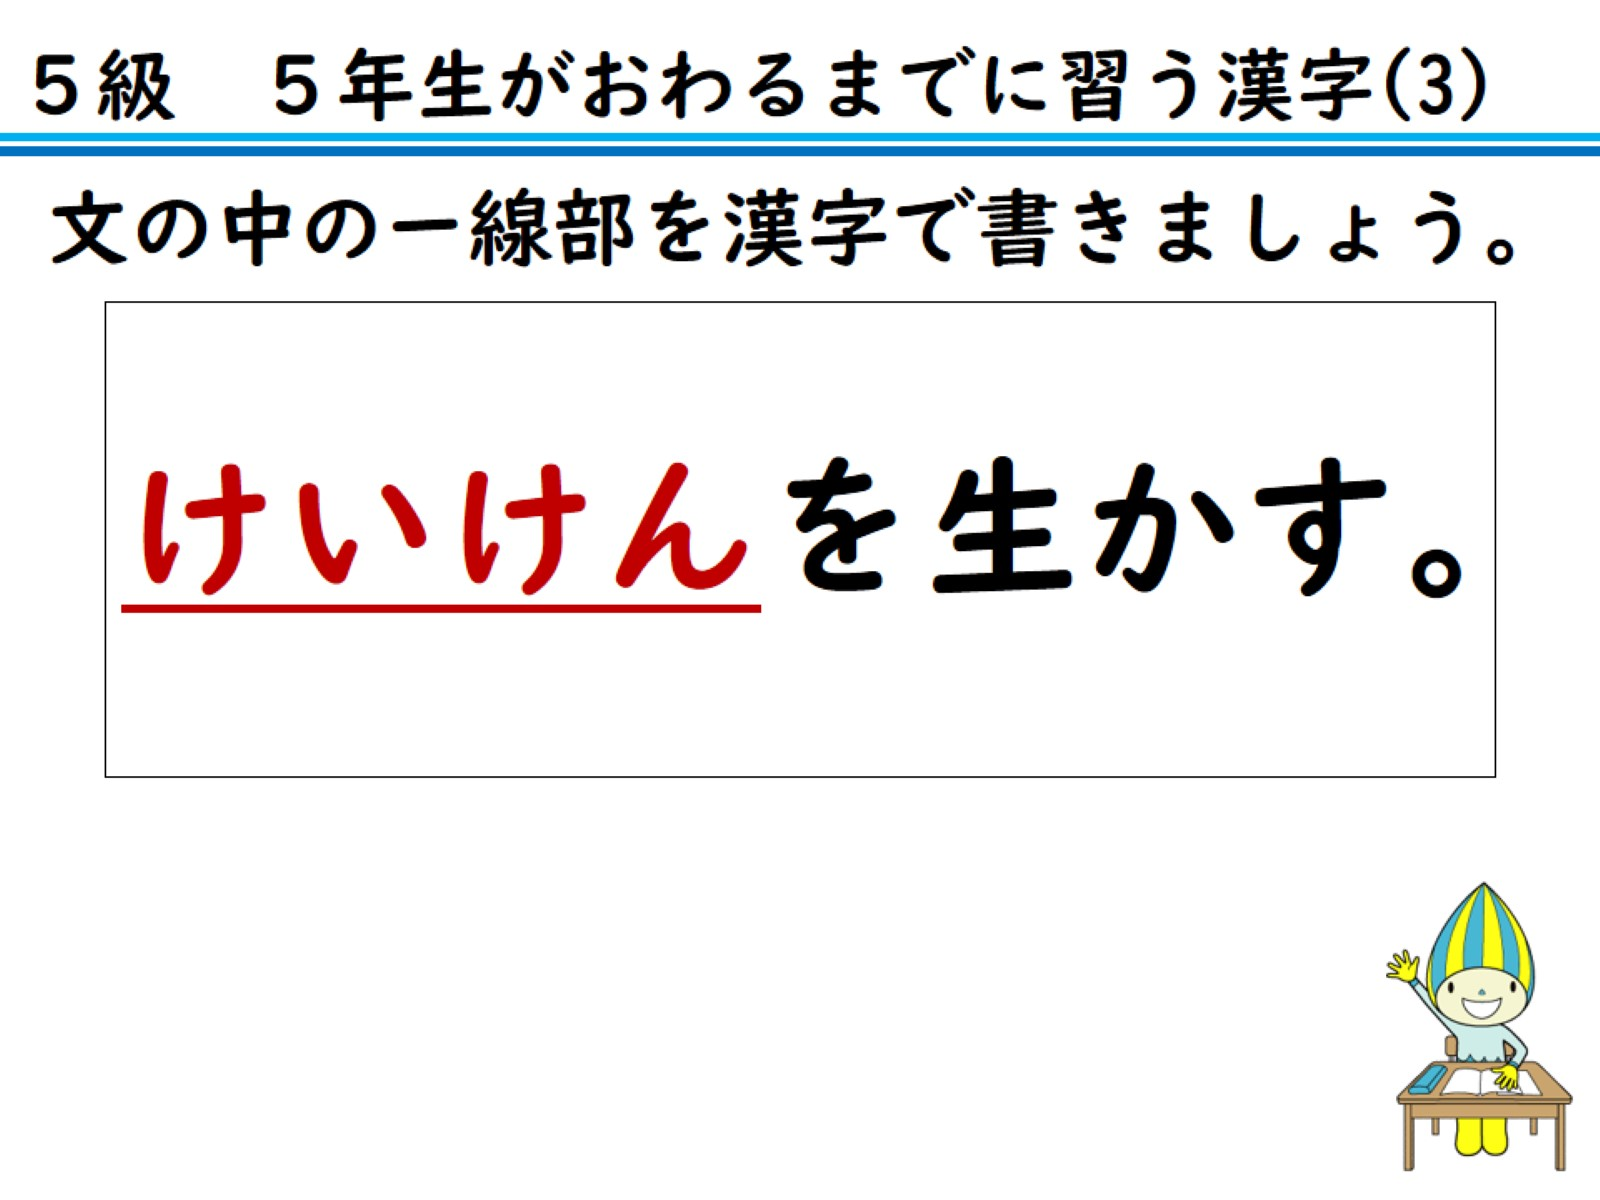 ５級　５年生がおわるまでに習う漢字(3)
文の中の一線部を漢字で書きましょう。
けいけんを生かす。